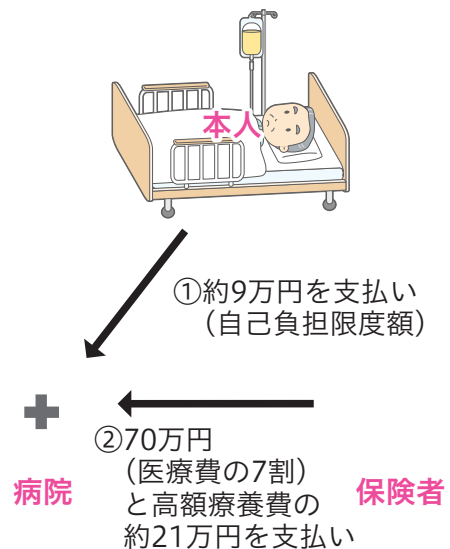 本人
①約9万円を支払い
（自己負担限度額）
②70万円
（医療費の7割）
と高額療養費の
約21万円を支払い
病院
保険者